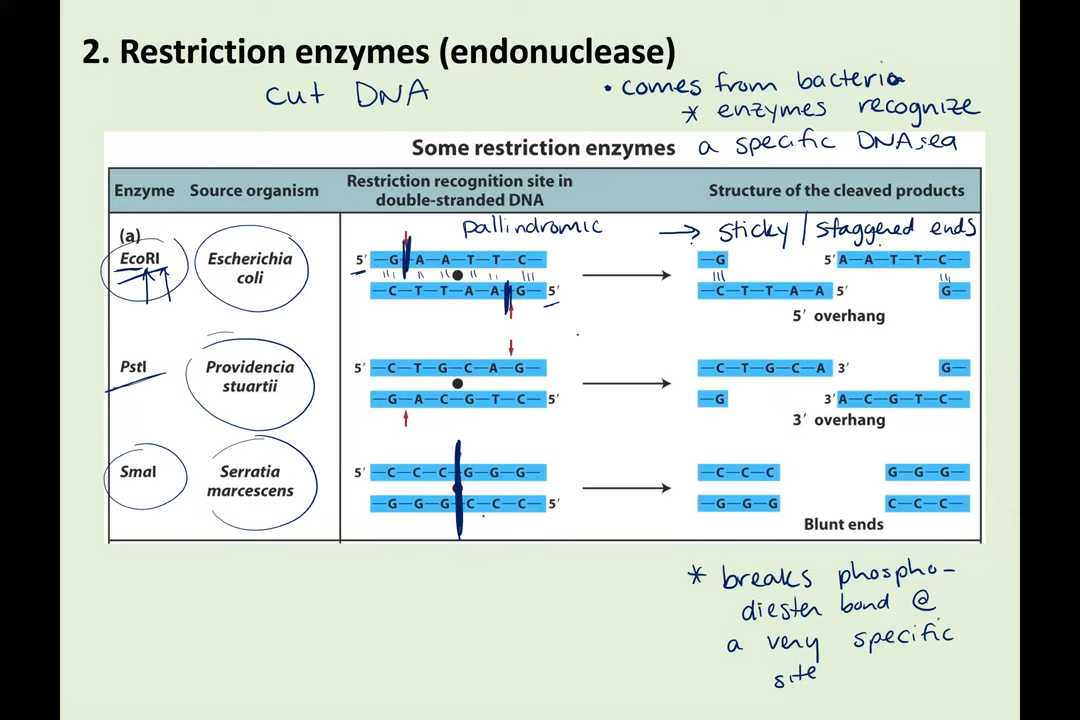 2. Restriction enzymes (endonuclease)
cut DNA
• comes from bacteria
* enzymes recognize
a specific DNA seq
Some restriction enzymes
Enzyme Source organism Restriction recognition site in double-stranded DNA Structure of the cleaved products
pallindromic → sticky / staggered ends
(a)
EcoRI Escherichia coli
5′ —G—A—A—T—T—C—
—C—T—T—A—A—G— 5′
—G 5′ A—A—T—T—C—
—C—T—T—A—A 5′ G—
5′ overhang
PstI Providencia stuartii
5′ —C—T—G—C—A—G—
—G—A—C—G—T—C— 5′
—C—T—G—C—A 3′ G—
—G 3′ A—C—G—T—C—
3′ overhang
SmaI Serratia marcescens
5′ —C—C—C—G—G—G—
—G—G—G—C—C—C— 5′
—C—C—C G—G—G—
—G—G—G C—C—C—
Blunt ends
* breaks phospho-
diester bond @
a very specific
site